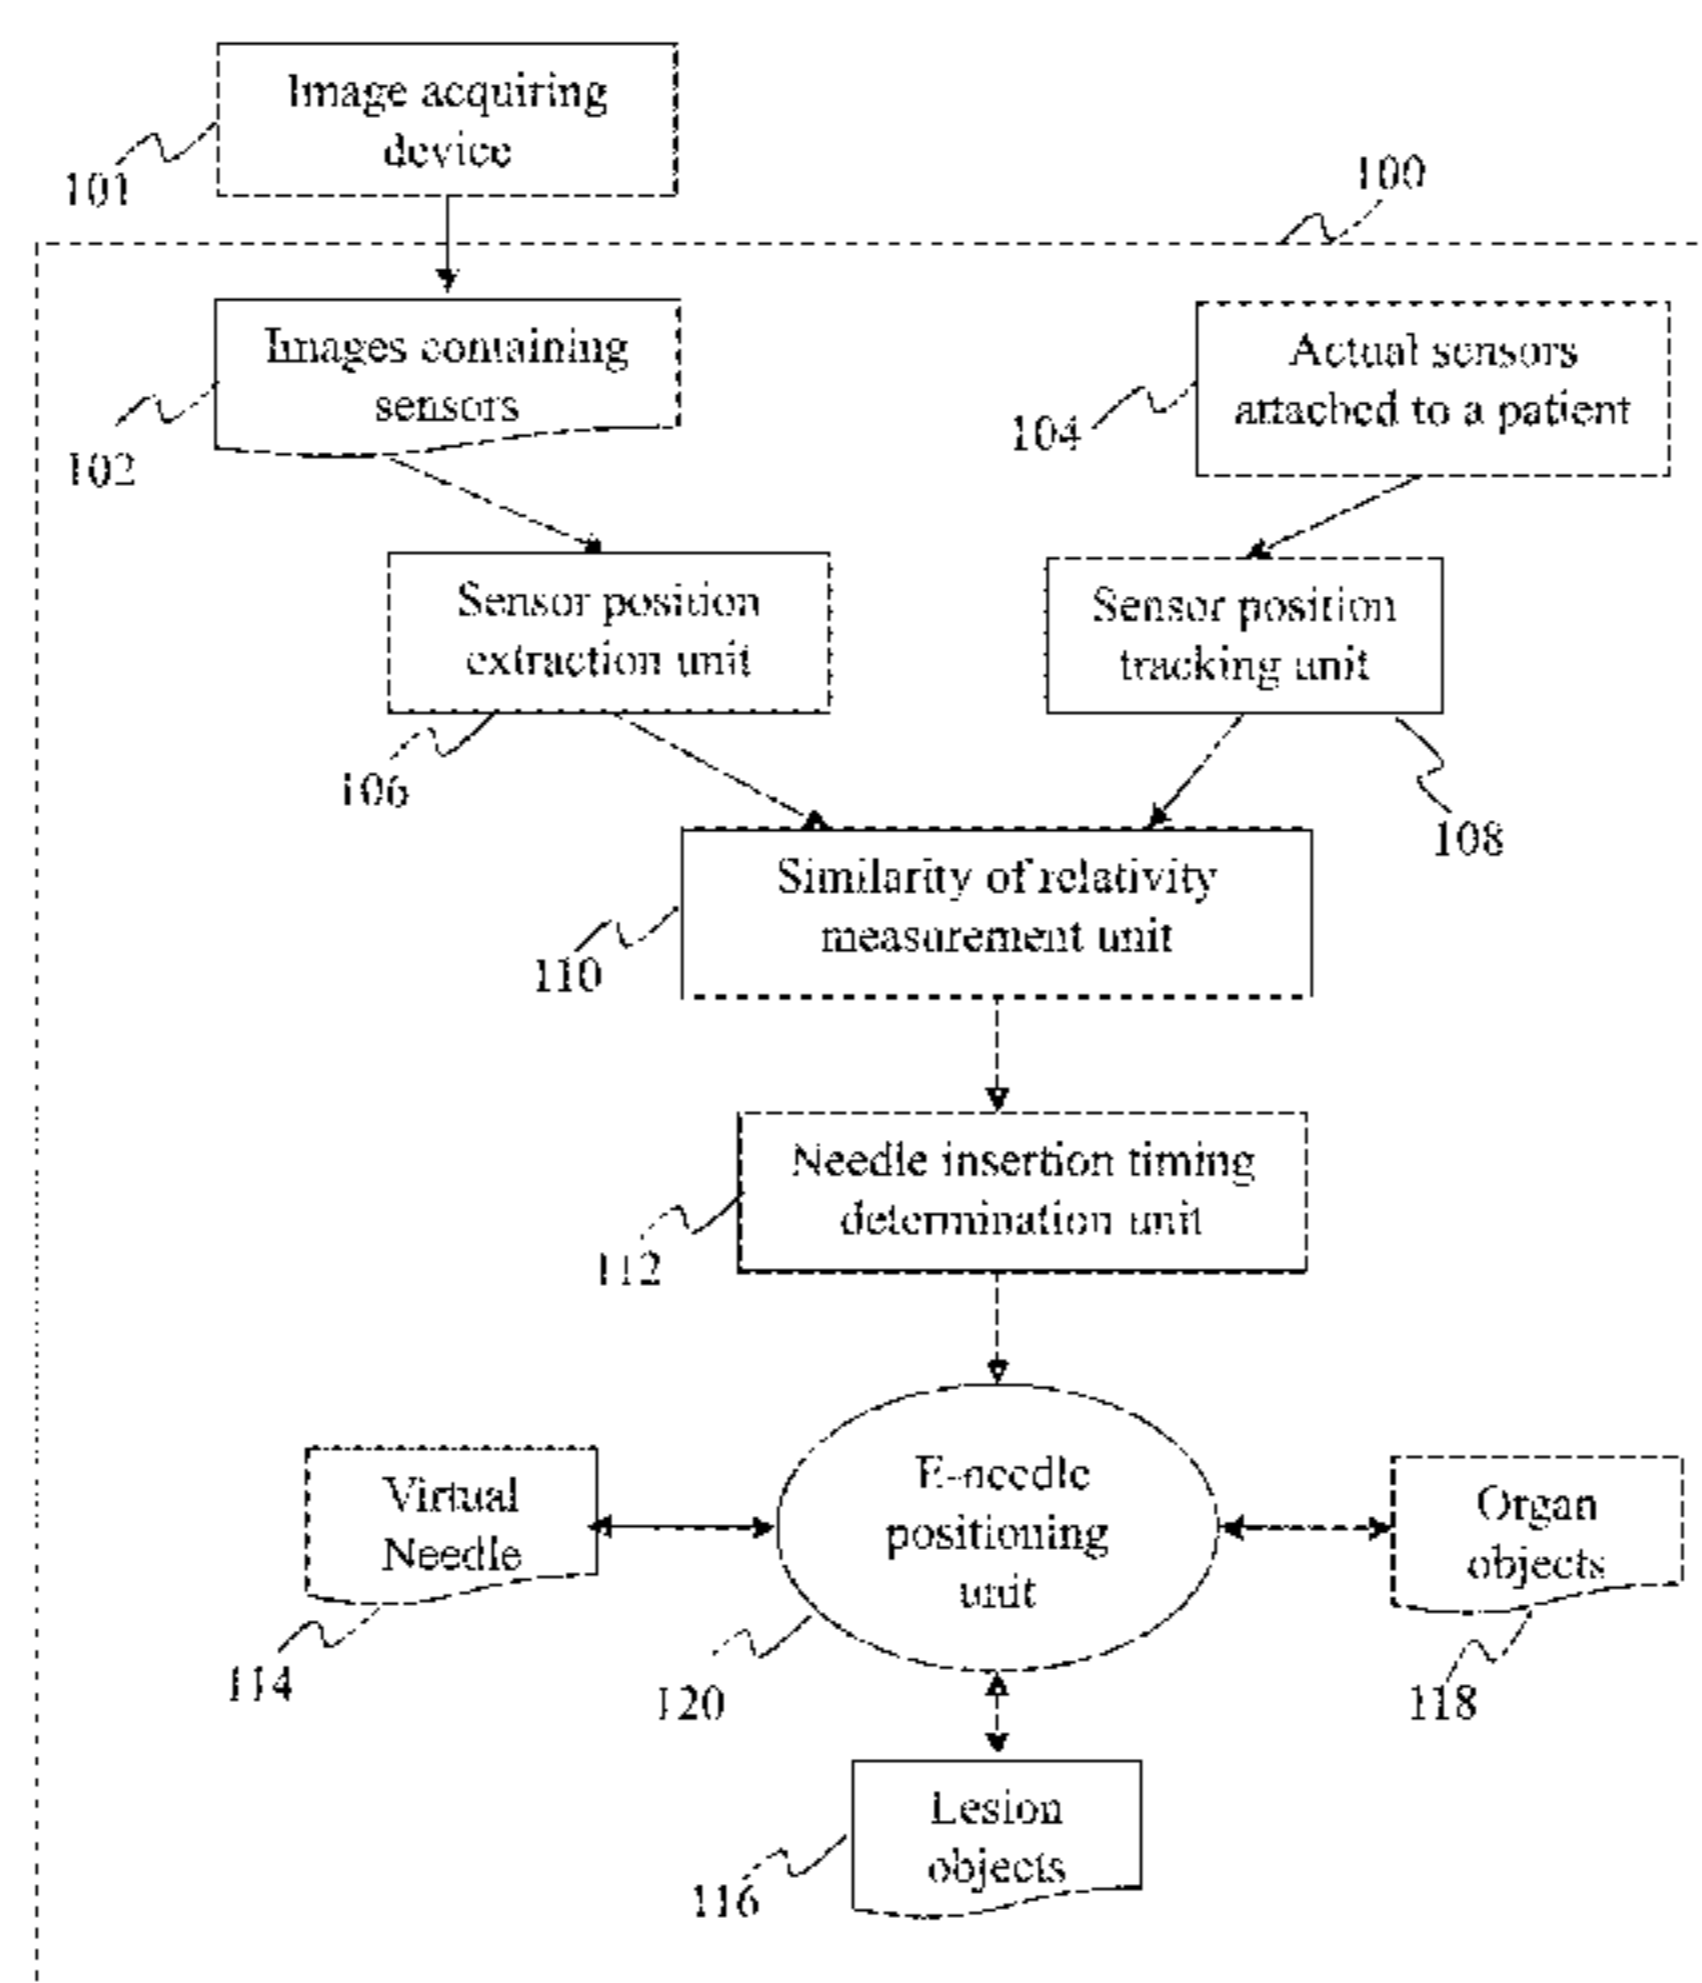 Image acquiring
device
101
100
Images containing
sensors
102
Actual sensors
attached to a patient
104
Sensor position
extraction unit
106
Sensor position
tracking unit
108
Similarity of relativity
measurement unit
110
Needle insertion timing
determination unit
112
Virtual
Needle
114
E-needle
positioning
unit
120
Organ
objects
118
Lesion
objects
116